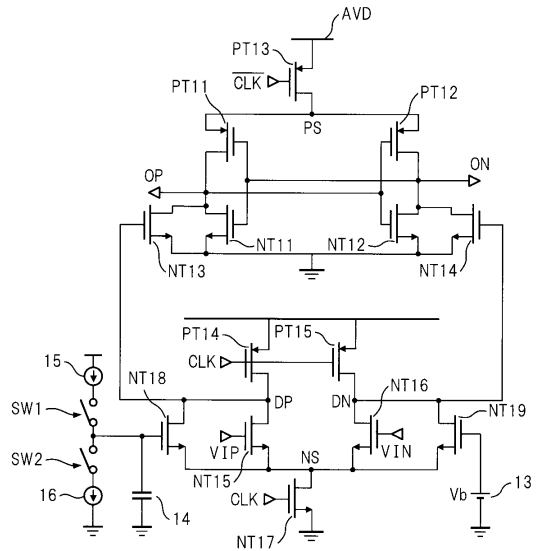 AVD
PT13
CLK
PT11
PT12
PS
OP
ON
NT11
NT12
NT13
NT14
PT14
PT15
CLK
15
NT18
NT16
DP
DN
NT19
SW1
VIP
VIN
SW2
NS
NT15
13
CLK
Vb
16
14
NT17